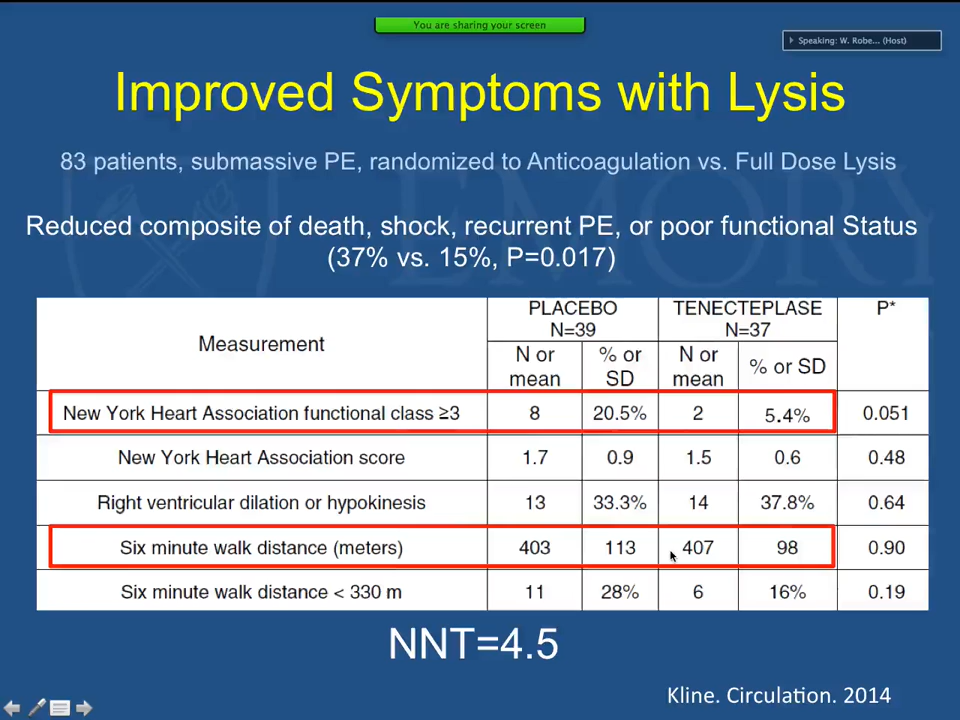 You are sharing your screen
Speaking: W. Robe... (Host)
Improved Symptoms with Lysis
83 patients, submassive PE, randomized to Anticoagulation vs. Full Dose Lysis
EMORY
Reduced composite of death, shock, recurrent PE, or poor functional Status
(37% vs. 15%, P=0.017)
Measurement PLACEBO N=39 TENECTEPLASE N=37 P*
N or mean % or SD N or mean % or SD
New York Heart Association functional class ≥3 8 20.5% 2 5.4% 0.051
New York Heart Association score 1.7 0.9 1.5 0.6 0.48
Right ventricular dilation or hypokinesis 13 33.3% 14 37.8% 0.64
Six minute walk distance (meters) 403 113 407 98 0.90
Six minute walk distance < 330 m 11 28% 6 16% 0.19
NNT=4.5
Kline. Circulation. 2014